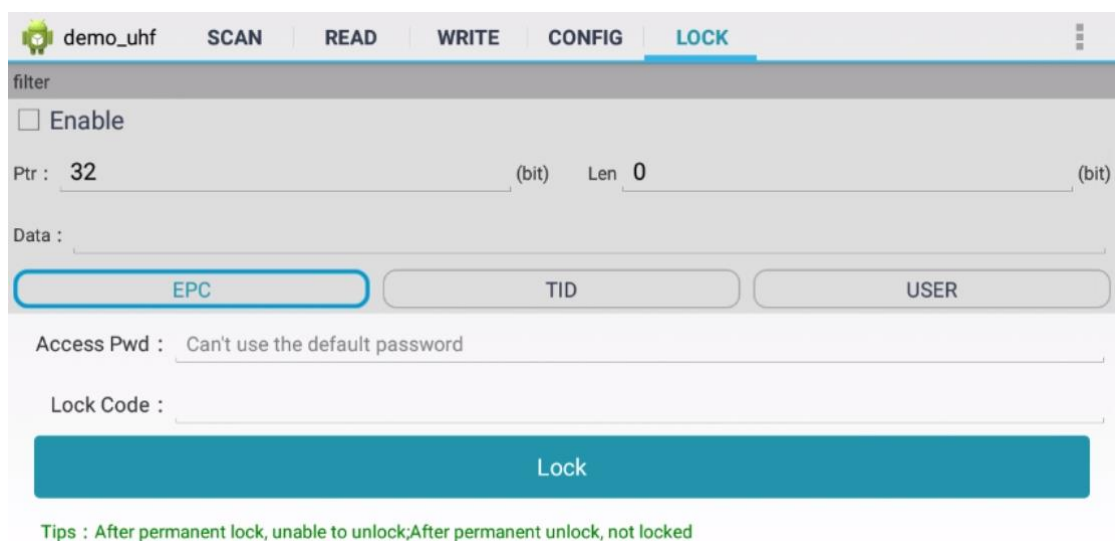 demo_uhf SCAN READ WRITE CONFIG LOCK
filter
Enable
Ptr : 32 (bit) Len 0 (bit)
Data :
EPC TID USER
Access Pwd : Can't use the default password
Lock Code :
Lock
Tips : After permanent lock, unable to unlock;After permanent unlock, not locked